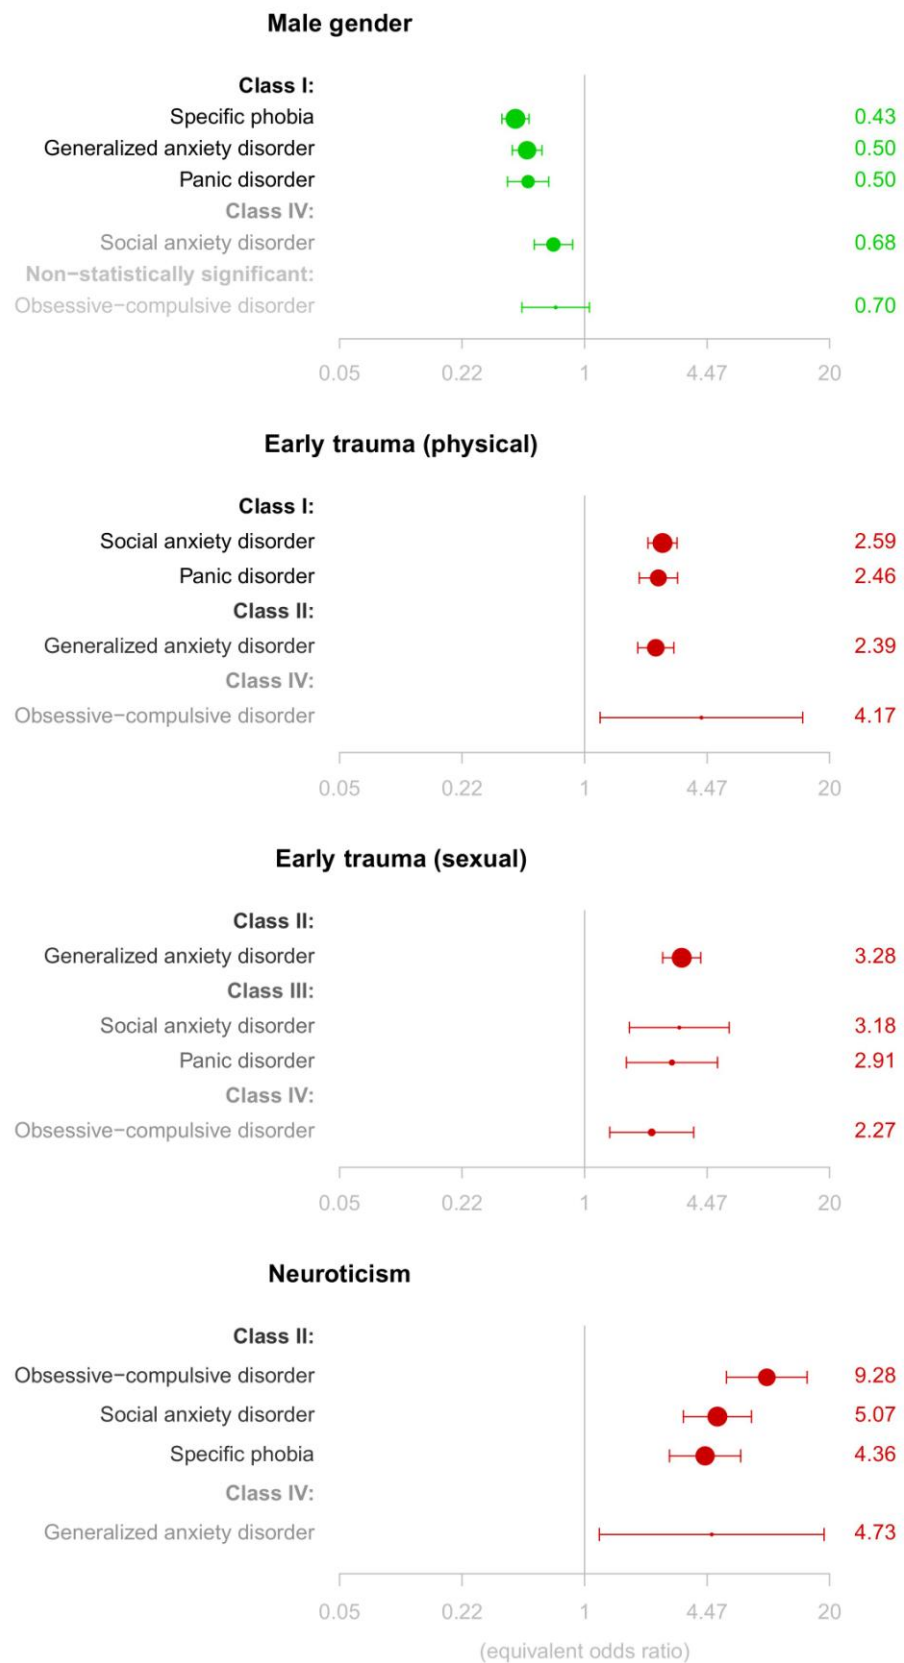 Male gender
Class I:
Specific phobia 0.43
Generalized anxiety disorder 0.50
Panic disorder 0.50
Class IV:
Social anxiety disorder 0.68
Non−statistically significant:
Obsessive−compulsive disorder 0.70
0.05 0.22 1 4.47 20
Early trauma (physical)
Class I:
Social anxiety disorder 2.59
Panic disorder 2.46
Class II:
Generalized anxiety disorder 2.39
Class IV:
Obsessive−compulsive disorder 4.17
0.05 0.22 1 4.47 20
Early trauma (sexual)
Class II:
Generalized anxiety disorder 3.28
Class III:
Social anxiety disorder 3.18
Panic disorder 2.91
Class IV:
Obsessive−compulsive disorder 2.27
0.05 0.22 1 4.47 20
Neuroticism
Class II:
Obsessive−compulsive disorder 9.28
Social anxiety disorder 5.07
Specific phobia 4.36
Class IV:
Generalized anxiety disorder 4.73
0.05 0.22 1 4.47 20
(equivalent odds ratio)